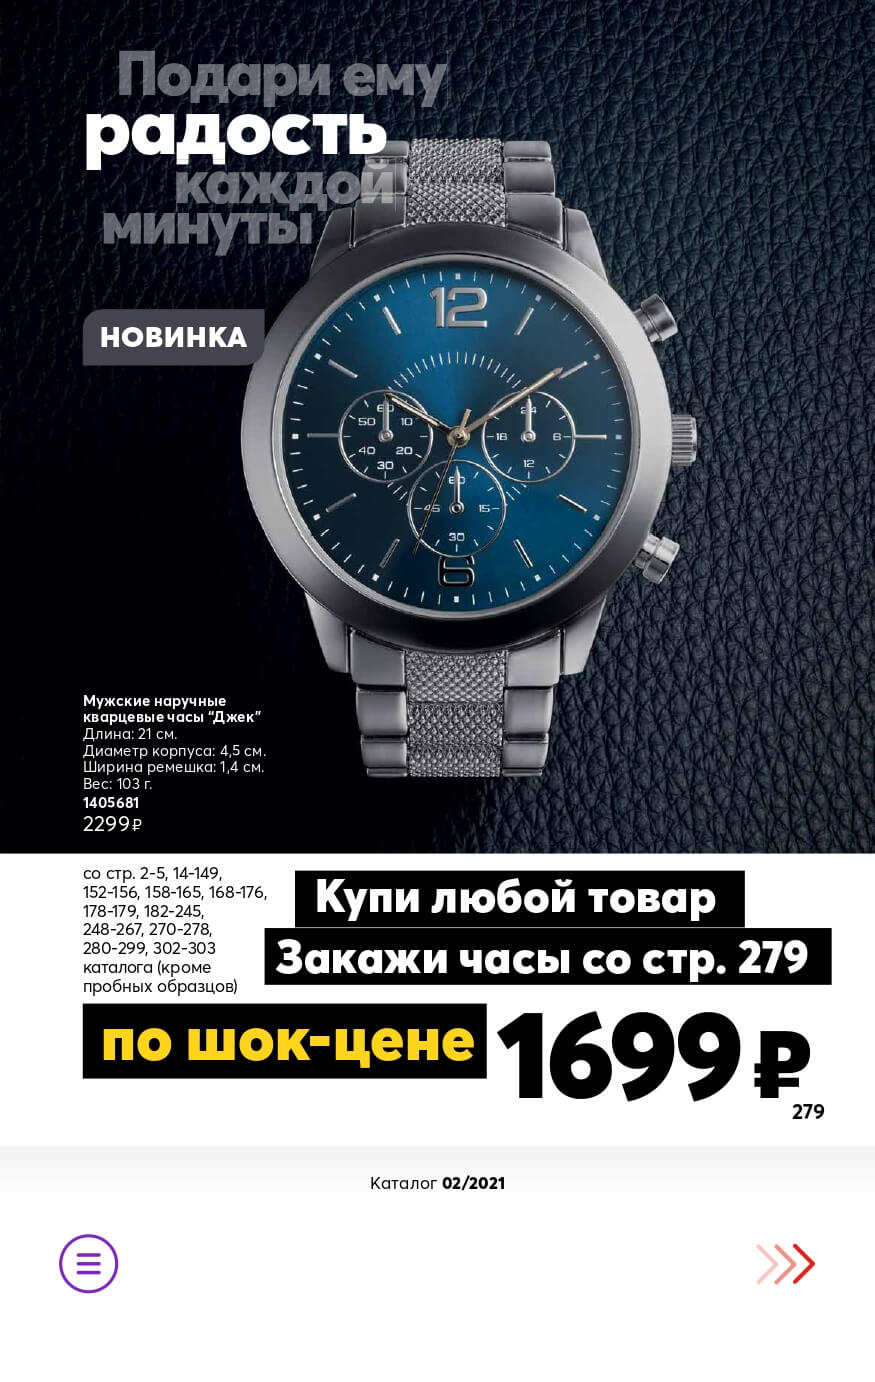 Подари ему
радость
каждой
минуты
НОВИНКА
12
60
50 10
40 20
30
24
18 6
12
60
45 15
30
6
Мужские наручные
кварцевые часы “Джек”
Длина: 21 см.
Диаметр корпуса: 4,5 см.
Ширина ремешка: 1,4 см.
Вес: 103 г.
1405681
2299 ₽
со стр. 2-5, 14-149,
152-156, 158-165, 168-176,
178-179, 182-245,
248-267, 270-278,
280-299, 302-303
каталога (кроме
пробных образцов)
Купи любой товар
Закажи часы со стр. 279
по шок-цене
1699 ₽
279
Каталог 02/2021